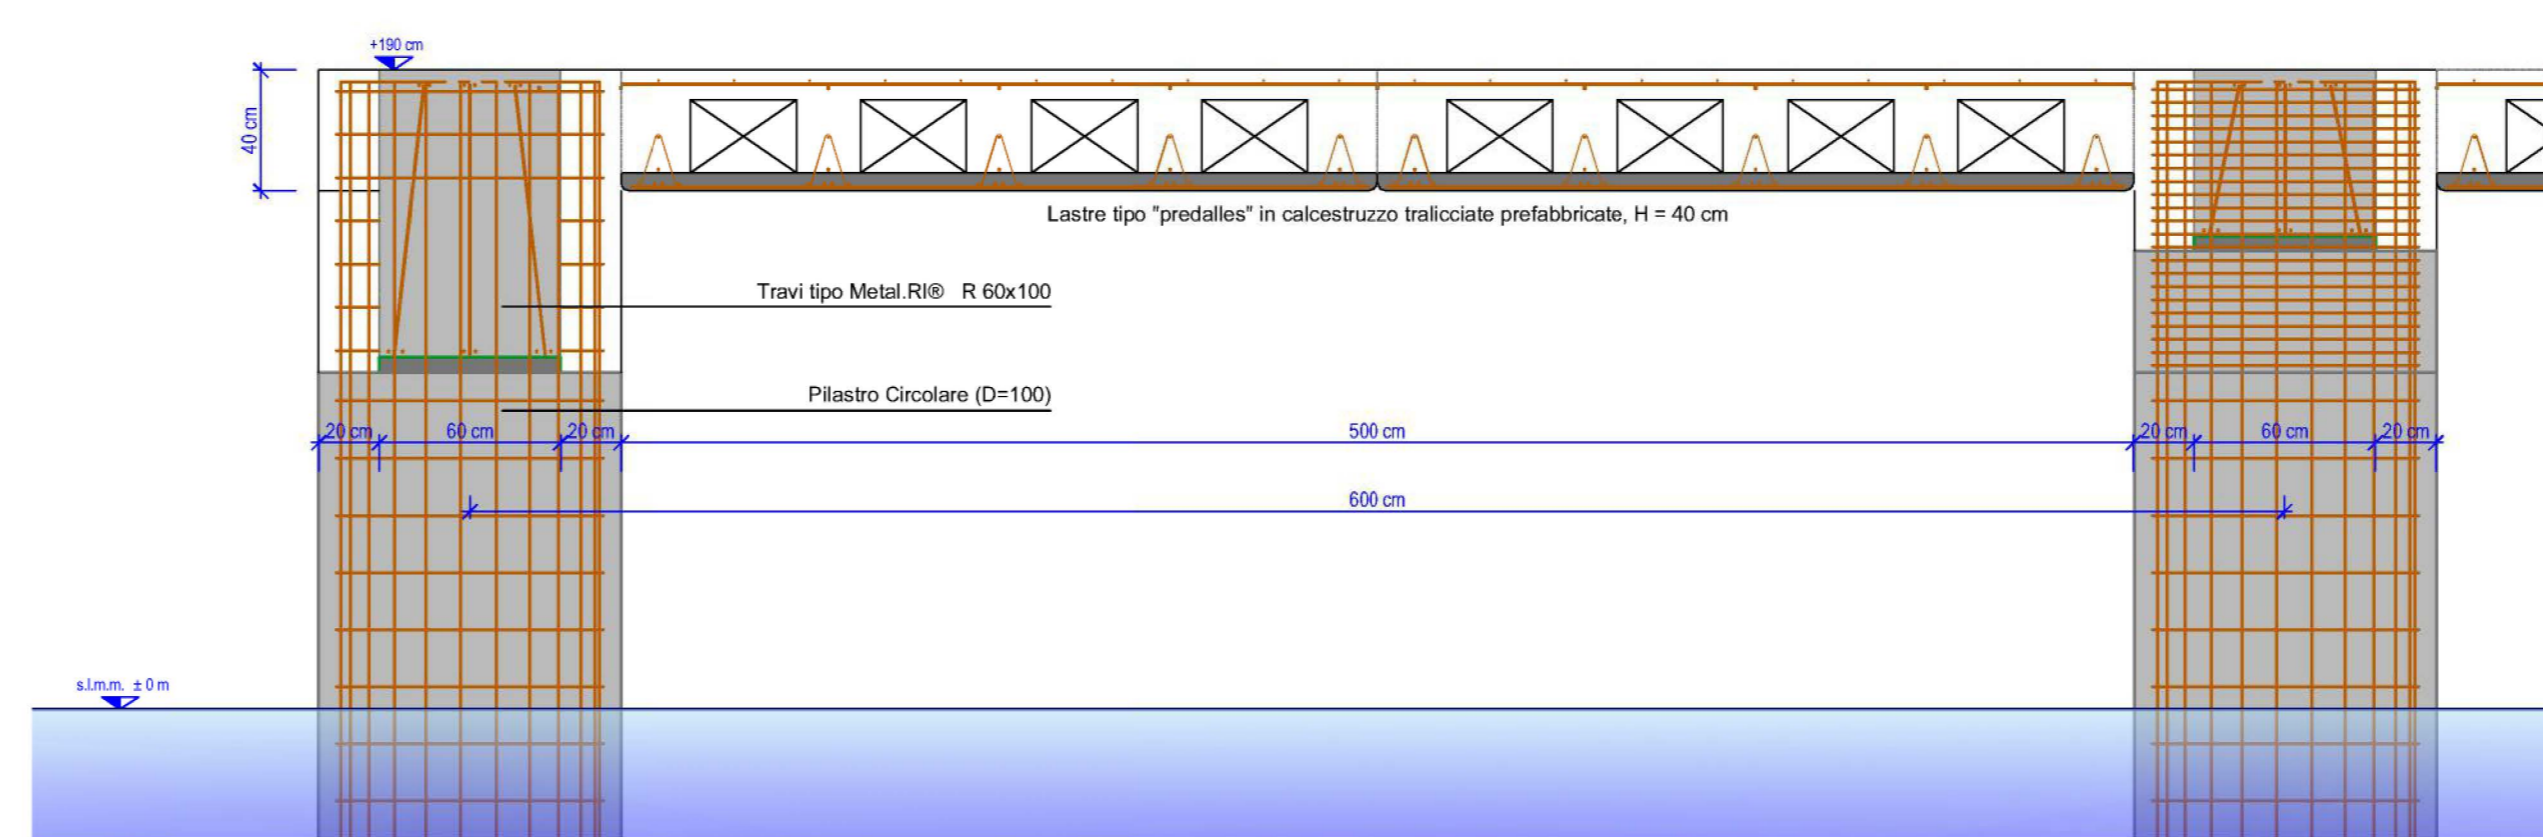 +190 cm
40 cm
Lastre tipo "predalles" in calcestruzzo tralicciate prefabbricate, H = 40 cm
Travi tipo Metal.RI® R 60x100
Pilastro Circolare (D=100)
20 cm
60 cm
20 cm
500 cm
20 cm
60 cm
20 cm
600 cm
s.l.m.m. ± 0 m